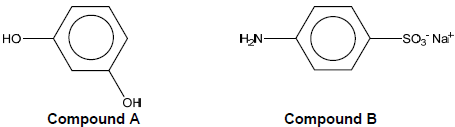 HO
OH
Compound A
H₂N
SO₃⁻ Na⁺
Compound B